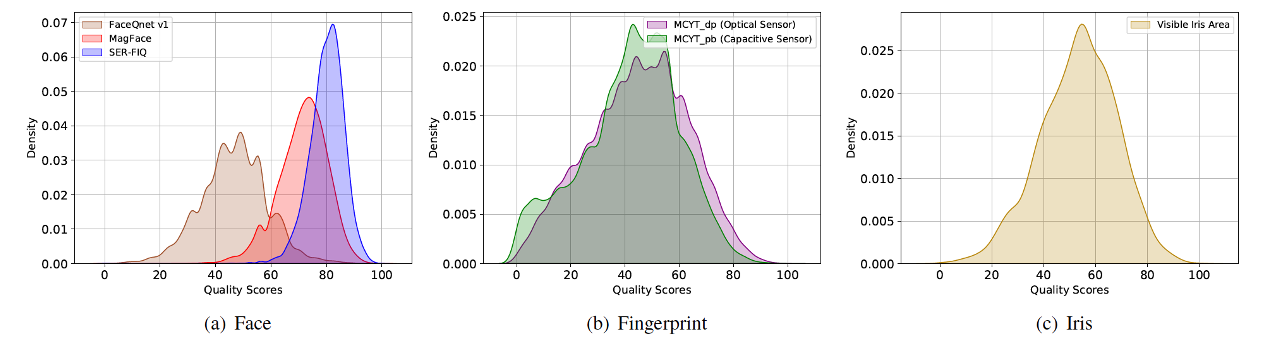 0.07
0.06
0.05
0.04
0.03
0.02
0.01
0.00
Density
FaceQnet v1
MagFace
SER-FIQ
0 20 40 60 80 100
Quality Scores
(a) Face
0.025
0.020
0.015
0.010
0.005
0.000
Density
MCYT_dp (Optical Sensor)
MCYT_pb (Capacitive Sensor)
0 20 40 60 80 100
Quality Scores
(b) Fingerprint
0.025
0.020
0.015
0.010
0.005
0.000
Density
Visible Iris Area
0 20 40 60 80 100
Quality Scores
(c) Iris